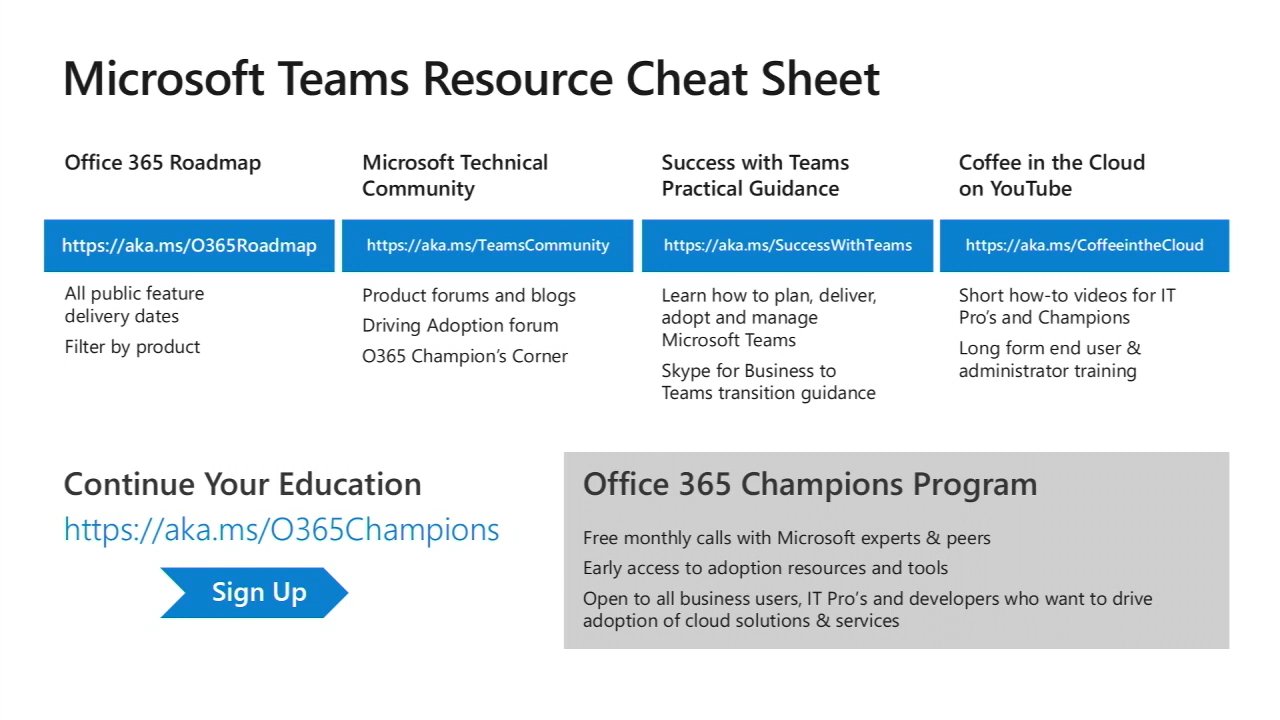 Microsoft Teams Resource Cheat Sheet
Office 365 Roadmap
https://aka.ms/O365Roadmap
All public feature
delivery dates
Filter by product
Microsoft Technical
Community
https://aka.ms/TeamsCommunity
Product forums and blogs
Driving Adoption forum
O365 Champion's Corner
Success with Teams
Practical Guidance
https://aka.ms/SuccessWithTeams
Learn how to plan, deliver,
adopt and manage
Microsoft Teams
Skype for Business to
Teams transition guidance
Coffee in the Cloud
on YouTube
https://aka.ms/CoffeeintheCloud
Short how-to videos for IT
Pro's and Champions
Long form end user &
administrator training
Continue Your Education
https://aka.ms/O365Champions
Sign Up
Office 365 Champions Program
Free monthly calls with Microsoft experts & peers
Early access to adoption resources and tools
Open to all business users, IT Pro's and developers who want to drive
adoption of cloud solutions & services